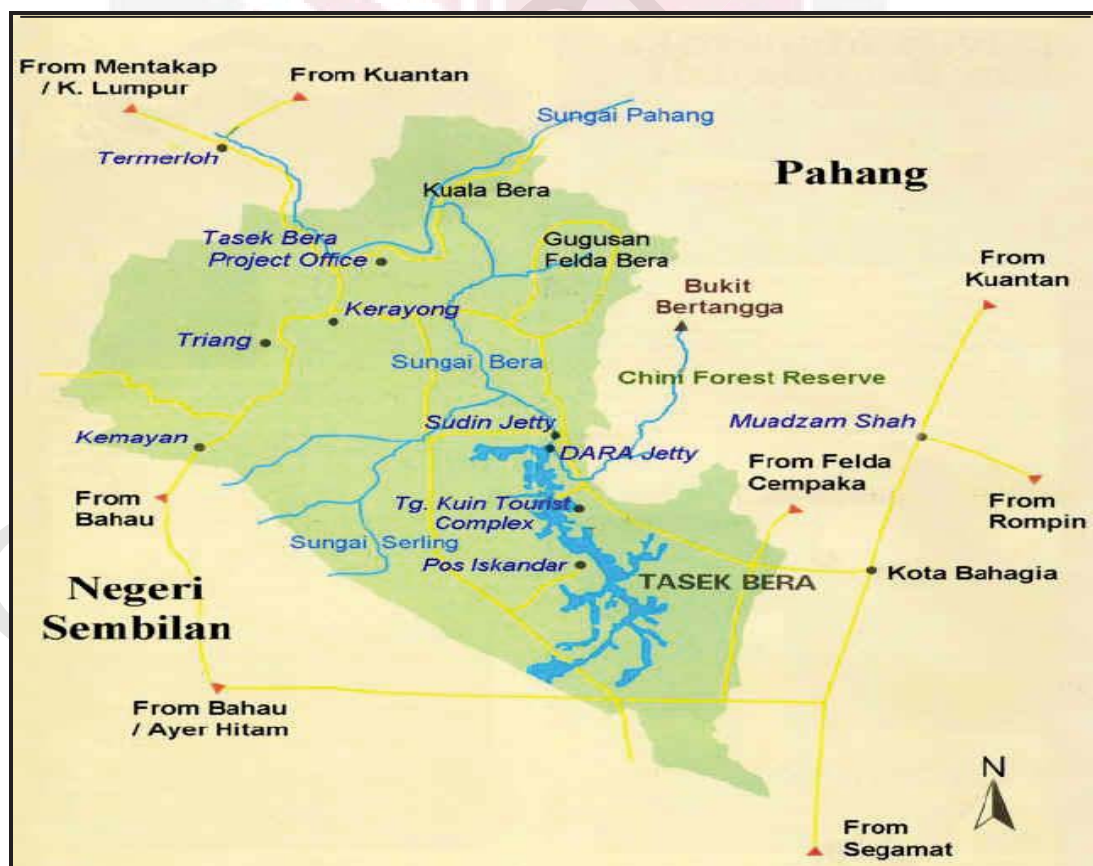 From Mentakap
/ K. Lumpur
From Kuantan
Sungai Pahang
Termerloh
Pahang
Kuala Bera
Tasek Bera
Project Office
Gugusan
Felda Bera
From
Kuantan
Bukit
Bertangga
Kerayong
Triang
Sungai Bera
Chini Forest Reserve
Sudin Jetty
Muadzam Shah
Kemayan
DARA Jetty
From Felda
Cempaka
From
Bahau
Tg. Kuin Tourist
Complex
From
Rompin
Sungai Serling
Pos Iskandar
TASEK BERA
Kota Bahagia
Negeri
Sembilan
From Bahau
/ Ayer Hitam
N
From
Segamat